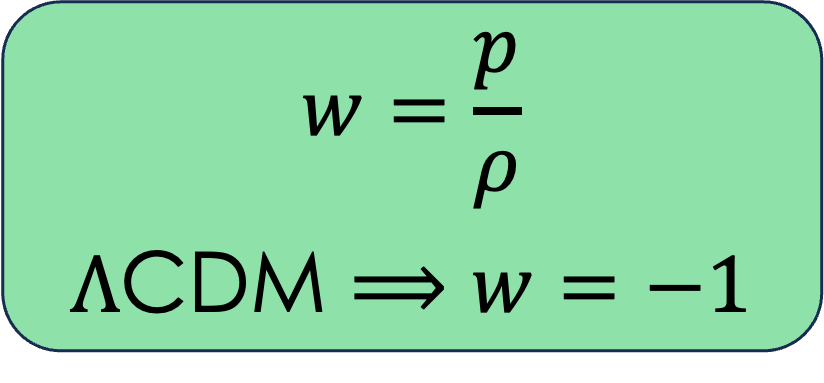 w = p/ρ
ΛCDM ⟹ w = −1